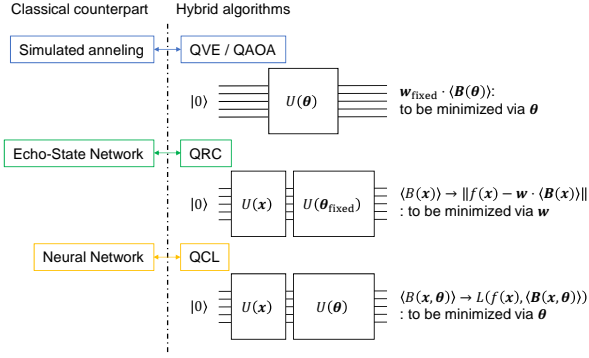 Classical counterpart Hybrid algorithms
Simulated anneling QVE / QAOA
|0⟩ U(θ) w_fixed · ⟨B(θ)⟩:
to be minimized via θ
Echo-State Network QRC
|0⟩ U(x) U(θ_fixed) ⟨B(x)⟩ → ‖f(x) − w · ⟨B(x)⟩‖
: to be minimized via w
Neural Network QCL
|0⟩ U(x) U(θ) ⟨B(x, θ)⟩ → L(f(x), ⟨B(x, θ)⟩)
: to be minimized via θ